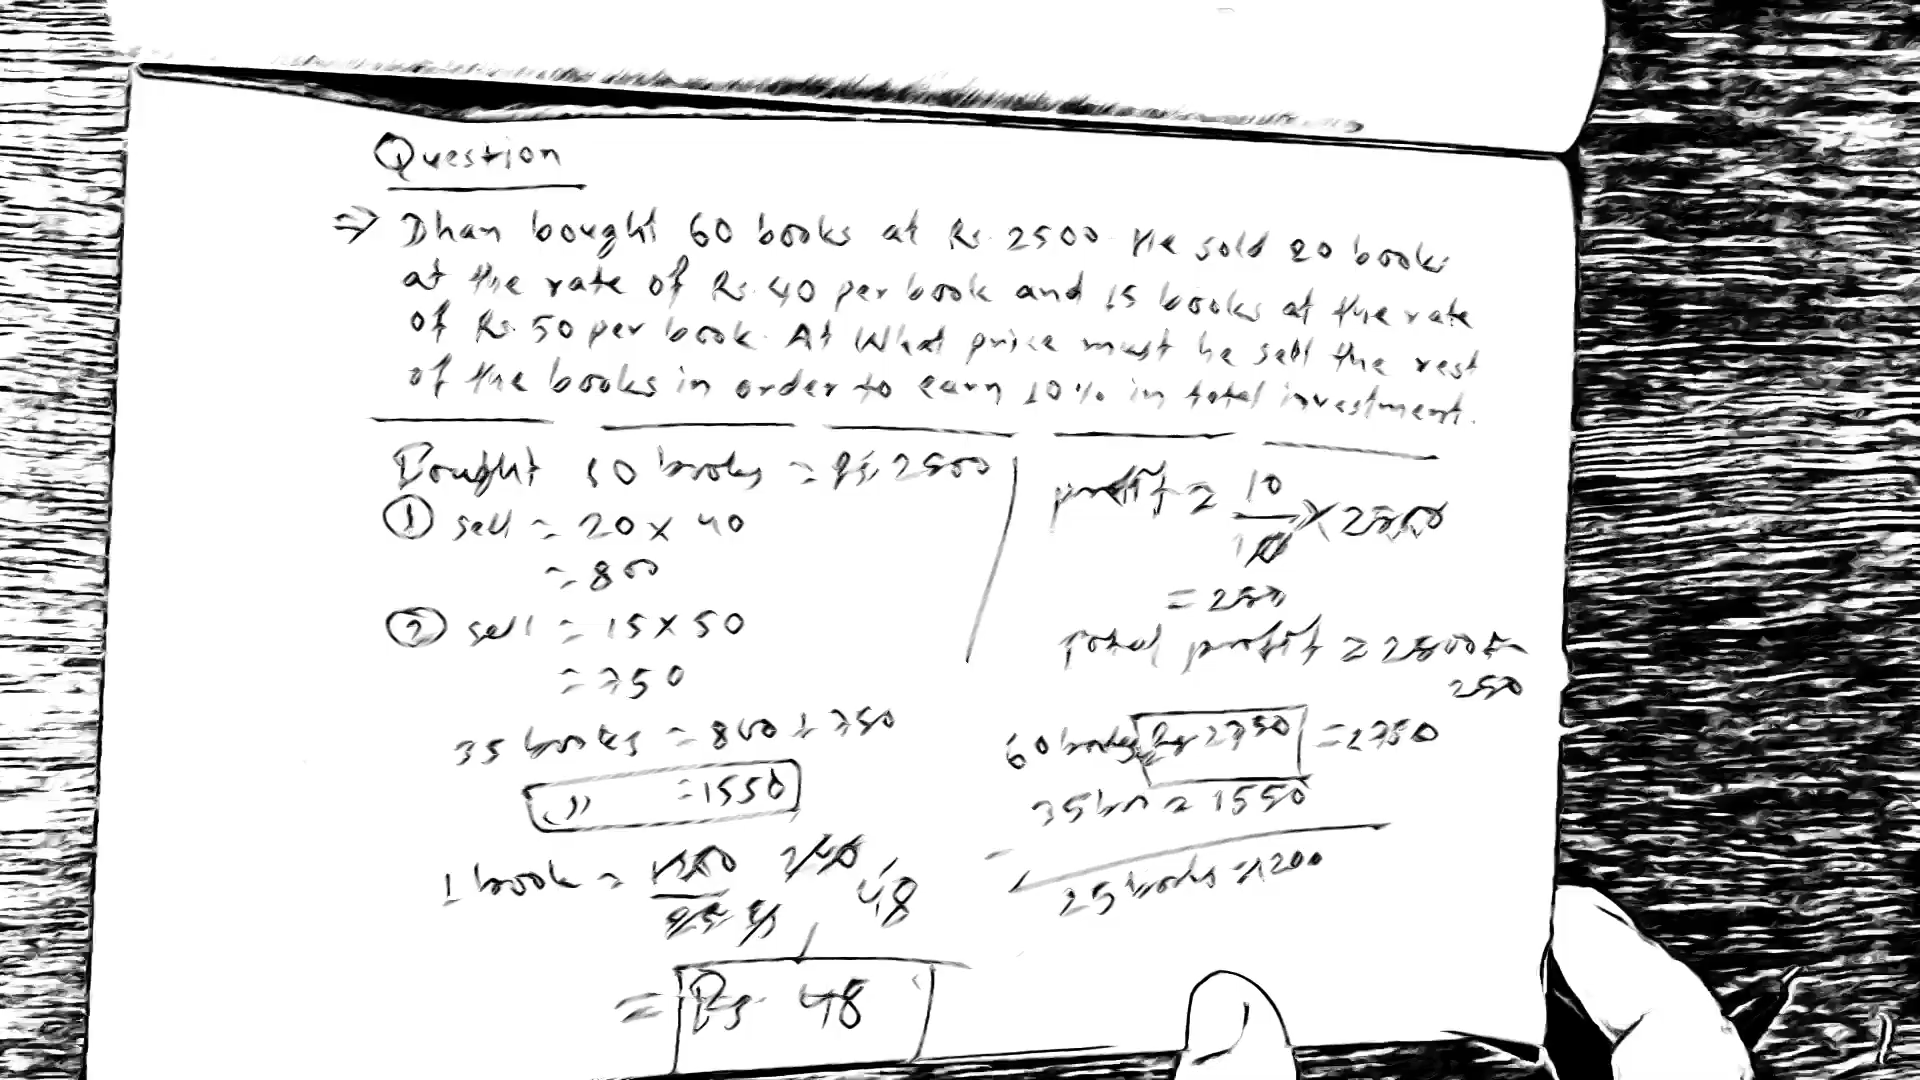 Question
⇒ Dhan bought 60 books at Rs. 2500. He sold 20 books
at the rate of Rs. 40 per book and 15 books at the rate
of Rs. 50 per book. At What price must he sell the rest
of the books in order to earn 10% in total investment.
Bought 60 books = Rs. 2500
① sell = 20 x 40
= 800
② sell = 15 x 50
= 750
35 books = 800 + 750
〃 = 1550
1 book = 48
= Rs. 48
profit = 10/100 x 2500
= 250
Total profit = 2500 +
250
60 books Rs 2750 = 2750
35 bo = 1550
25 books = 1200